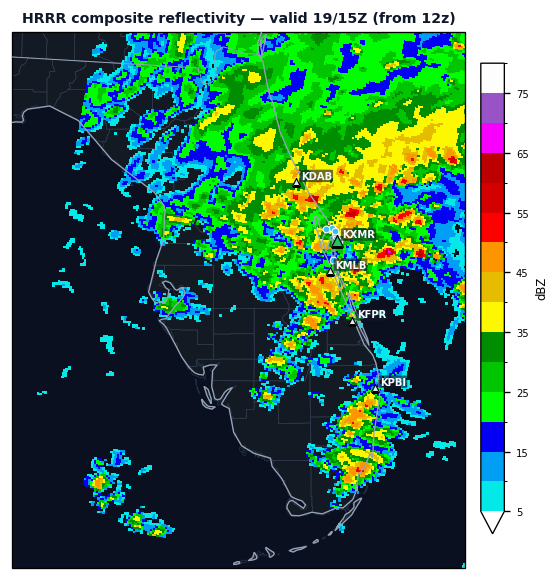 HRRR composite reflectivity — valid 19/15Z (from 12z)
KDAB
KXMR
KMLB
KFPR
KPBI
75
65
55
45
35
25
15
5
dBZ